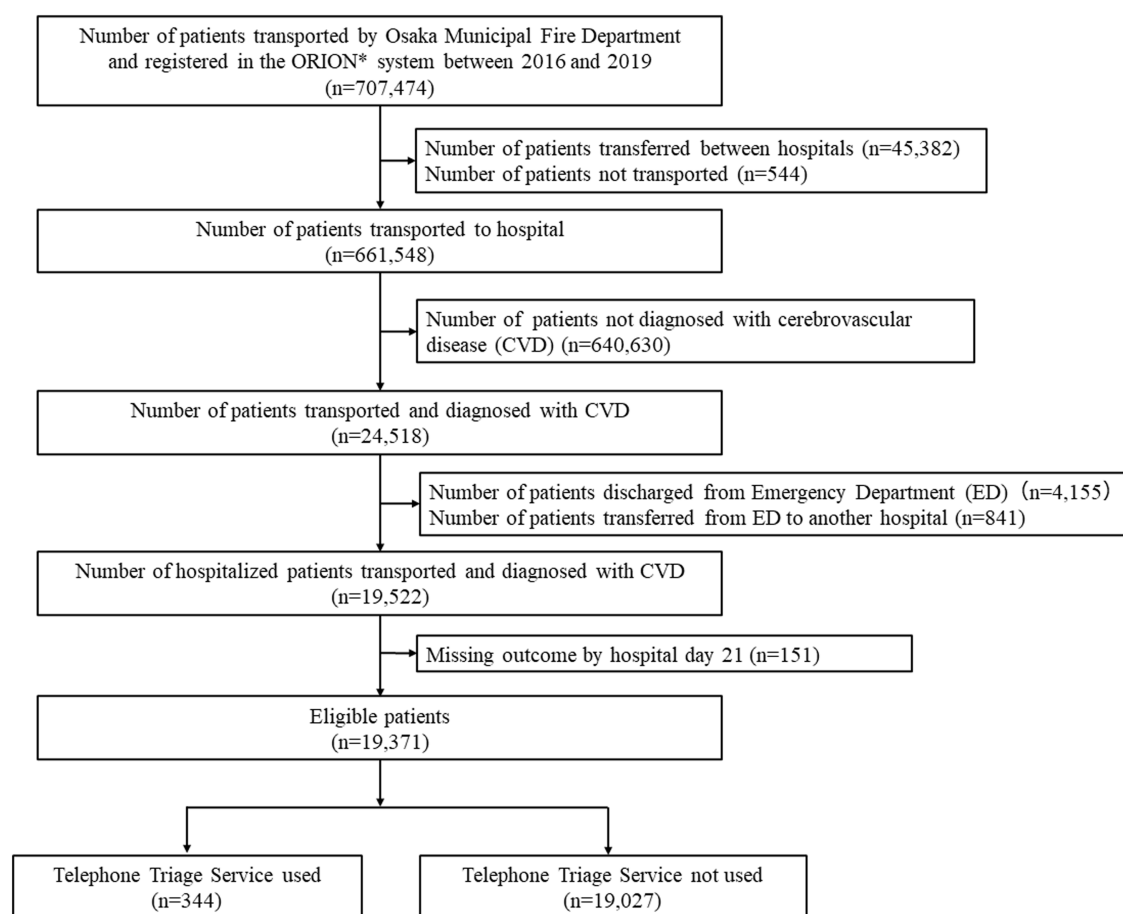 Number of patients transported by Osaka Municipal Fire Department
and registered in the ORION* system between 2016 and 2019
(n=707,474)
Number of patients transferred between hospitals (n=45,382)
Number of patients not transported (n=544)
Number of patients transported to hospital
(n=661,548)
Number of patients not diagnosed with cerebrovascular
disease (CVD) (n=640,630)
Number of patients transported and diagnosed with CVD
(n=24,518)
Number of patients discharged from Emergency Department (ED)（n=4,155）
Number of patients transferred from ED to another hospital (n=841)
Number of hospitalized patients transported and diagnosed with CVD
(n=19,522)
Missing outcome by hospital day 21 (n=151)
Eligible patients
(n=19,371)
Telephone Triage Service used
(n=344)
Telephone Triage Service not used
(n=19,027)